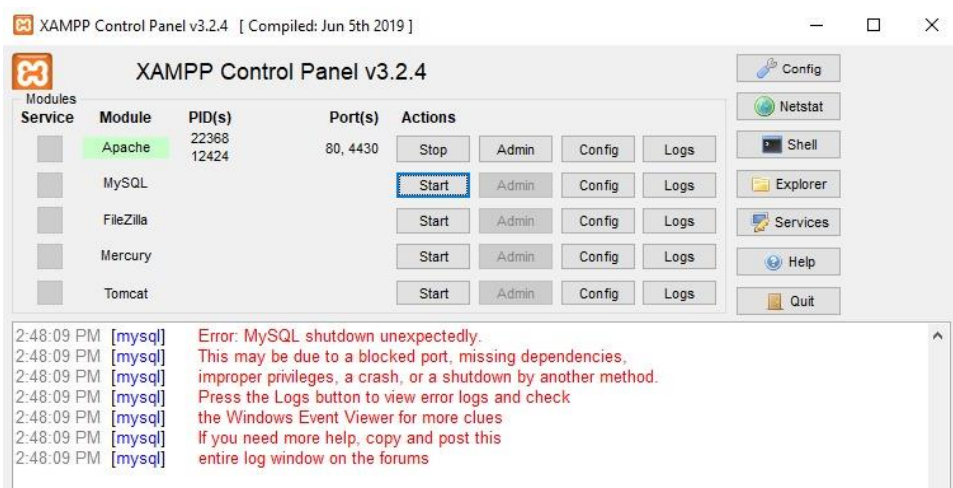 XAMPP Control Panel v3.2.4 [ Compiled: Jun 5th 2019 ]
XAMPP Control Panel v3.2.4
Config
Modules
Netstat
Service Module PID(s) Port(s) Actions
Apache 22368 12424 80, 4430 Stop Admin Config Logs
Shell
MySQL Start Admin Config Logs
Explorer
FileZilla Start Admin Config Logs
Services
Mercury Start Admin Config Logs
Help
Tomcat Start Admin Config Logs
Quit
2:48:09 PM [mysql] Error: MySQL shutdown unexpectedly.
2:48:09 PM [mysql] This may be due to a blocked port, missing dependencies,
2:48:09 PM [mysql] improper privileges, a crash, or a shutdown by another method.
2:48:09 PM [mysql] Press the Logs button to view error logs and check
2:48:09 PM [mysql] the Windows Event Viewer for more clues
2:48:09 PM [mysql] If you need more help, copy and post this
2:48:09 PM [mysql] entire log window on the forums